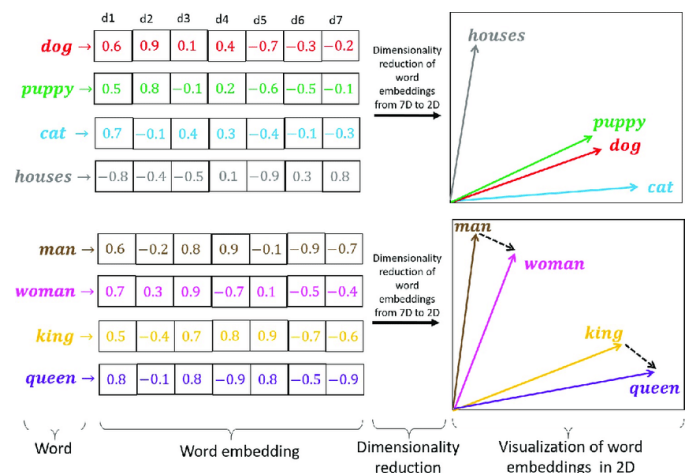 d1 d2 d3 d4 d5 d6 d7
dog → 0.6 0.9 0.1 0.4 −0.7 −0.3 −0.2
puppy → 0.5 0.8 −0.1 0.2 −0.6 −0.5 −0.1
cat → 0.7 −0.1 0.4 0.3 −0.4 −0.1 −0.3
houses → −0.8 −0.4 −0.5 0.1 −0.9 0.3 0.8
Dimensionality
reduction of
word
embeddings
from 7D to 2D
houses
puppy
dog
cat
man → 0.6 −0.2 0.8 0.9 −0.1 −0.9 −0.7
woman → 0.7 0.3 0.9 −0.7 0.1 −0.5 −0.4
king → 0.5 −0.4 0.7 0.8 0.9 −0.7 −0.6
queen → 0.8 −0.1 0.8 −0.9 0.8 −0.5 −0.9
Dimensionality
reduction of
word
embeddings
from 7D to 2D
man
woman
king
queen
Word
Word embedding
Dimensionality
reduction
Visualization of word
embeddings in 2D